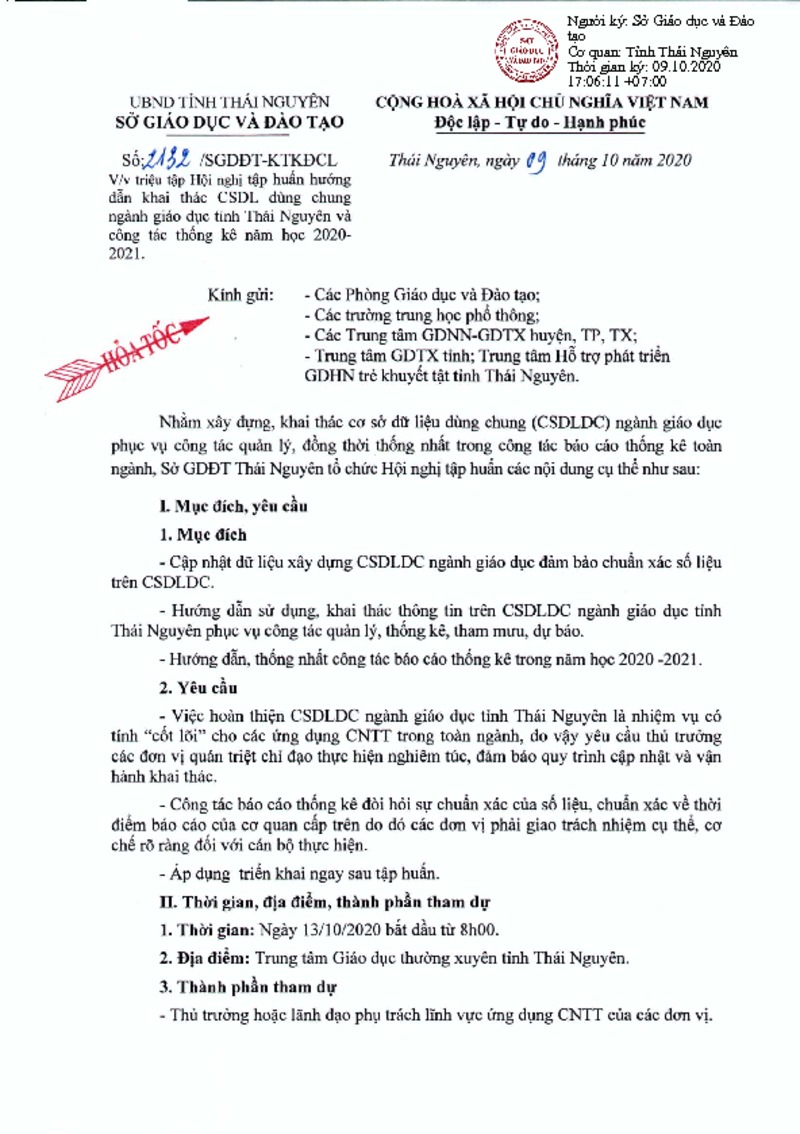 Người ký: Sở Giáo dục và Đào
tạo
Cơ quan: Tỉnh Thái Nguyên
Thời gian ký: 09.10.2020
17:06:11 +07:00
SỞ
GIÁO DỤC
VÀ ĐÀO TẠO
UBND TỈNH THÁI NGUYÊN
SỞ GIÁO DỤC VÀ ĐÀO TẠO
CỘNG HOÀ XÃ HỘI CHỦ NGHĨA VIỆT NAM
Độc lập - Tự do - Hạnh phúc
Số: 2132 /SGDĐT-KTKĐCL
Thái Nguyên, ngày 09 tháng 10 năm 2020
V/v triệu tập Hội nghị tập huấn hướng
dẫn khai thác CSDL dùng chung
ngành giáo dục tỉnh Thái Nguyên và
công tác thống kê năm học 2020-
2021.
Kính gửi:
- Các Phòng Giáo dục và Đào tạo;
- Các trường trung học phổ thông;
- Các Trung tâm GDNN-GDTX huyện, TP, TX;
- Trung tâm GDTX tỉnh; Trung tâm Hỗ trợ phát triển
GDHN trẻ khuyết tật tỉnh Thái Nguyên.
HỎA TỐC
Nhằm xây dựng, khai thác cơ sở dữ liệu dùng chung (CSDLDC) ngành giáo dục
phục vụ công tác quản lý, đồng thời thống nhất trong công tác báo cáo thống kê toàn
ngành, Sở GDĐT Thái Nguyên tổ chức Hội nghị tập huấn các nội dung cụ thể như sau:
I. Mục đích, yêu cầu
1. Mục đích
- Cập nhật dữ liệu xây dựng CSDLDC ngành giáo dục đảm bảo chuẩn xác số liệu
trên CSDLDC.
- Hướng dẫn sử dụng, khai thác thông tin trên CSDLDC ngành giáo dục tỉnh
Thái Nguyên phục vụ công tác quản lý, thống kê, tham mưu, dự báo.
- Hướng dẫn, thống nhất công tác báo cáo thống kê trong năm học 2020 -2021.
2. Yêu cầu
- Việc hoàn thiện CSDLDC ngành giáo dục tỉnh Thái Nguyên là nhiệm vụ có
tính “cốt lõi” cho các ứng dụng CNTT trong toàn ngành, do vậy yêu cầu thủ trưởng
các đơn vị quán triệt chỉ đạo thực hiện nghiêm túc, đảm bảo quy trình cập nhật và vận
hành khai thác.
- Công tác báo cáo thống kê đòi hỏi sự chuẩn xác của số liệu, chuẩn xác về thời
điểm báo cáo của cơ quan cấp trên do đó các đơn vị phải giao trách nhiệm cụ thể, cơ
chế rõ ràng đối với cán bộ thực hiện.
- Áp dụng triển khai ngay sau tập huấn.
II. Thời gian, địa điểm, thành phần tham dự
1. Thời gian: Ngày 13/10/2020 bắt đầu từ 8h00.
2. Địa điểm: Trung tâm Giáo dục thường xuyên tỉnh Thái Nguyên.
3. Thành phần tham dự
- Thủ trưởng hoặc lãnh đạo phụ trách lĩnh vực ứng dụng CNTT của các đơn vị.